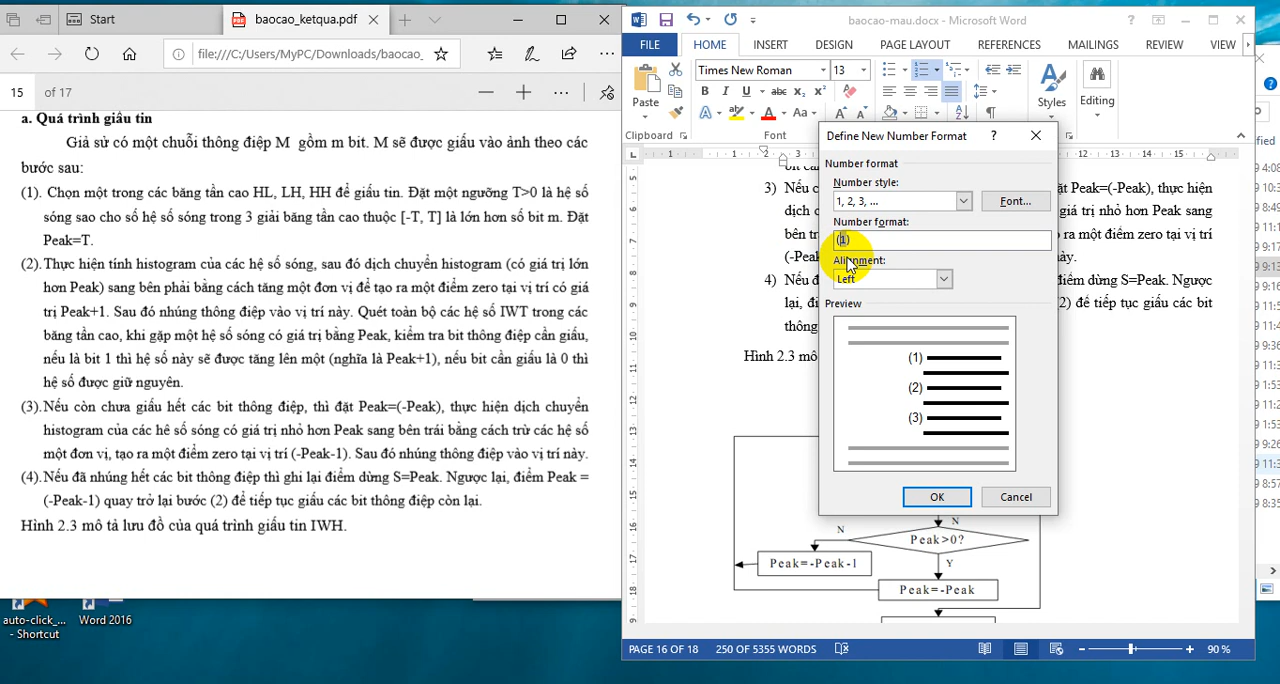 Start
baocao_ketqua.pdf
file:///C:/Users/MyPC/Downloads/baocao_
15 of 17
a. Quá trình giấu tin
Giả sử có một chuỗi thông điệp M gồm m bit. M sẽ được giấu vào ảnh theo các
bước sau:
(1). Chọn một trong các băng tần cao HL, LH, HH để giấu tin. Đặt một ngưỡng T>0 là hệ số
sóng sao cho số hệ số sóng trong 3 giải băng tần cao thuộc [-T, T] là lớn hơn số bit m. Đặt
Peak=T.
(2).Thực hiện tính histogram của các hệ số sóng, sau đó dịch chuyển histogram (có giá trị lớn
hơn Peak) sang bên phải bằng cách tăng một đơn vị để tạo ra một điểm zero tại vị trí có giá
trị Peak+1. Sau đó nhúng thông điệp vào vị trí này. Quét toàn bộ các hệ số IWT trong các
băng tần cao, khi gặp một hệ số sóng có giá trị bằng Peak, kiểm tra bit thông điệp cần giấu,
nếu là bit 1 thì hệ số này sẽ được tăng lên một (nghĩa là Peak+1), nếu bit cần giấu là 0 thì
hệ số được giữ nguyên.
(3).Nếu còn chưa giấu hết các bit thông điệp, thì đặt Peak=(-Peak), thực hiện dịch chuyển
histogram của các hê số sóng có giá trị nhỏ hơn Peak sang bên trái bằng cách trừ các hệ số
một đơn vị, tạo ra một điểm zero tại vị trí (-Peak-1). Sau đó nhúng thông điệp vào vị trí này.
(4).Nếu đã nhúng hết các bit thông điệp thì ghi lại điểm dừng S=Peak. Ngược lại, điểm Peak =
(-Peak-1) quay trở lại bước (2) để tiếp tục giấu các bit thông điệp còn lại.
Hình 2.3 mô tả lưu đồ của quá trình giấu tin IWH.
auto-click_...
- Shortcut
Word 2016
baocao-mau.docx - Microsoft Word
FILE HOME INSERT DESIGN PAGE LAYOUT REFERENCES MAILINGS REVIEW VIEW
Times New Roman 13
Paste
Styles
Editing
Clipboard
Font
Define New Number Format
Number format
Number style:
1, 2, 3, ...
Font...
Number format:
(1)
Alignment:
Left
Preview
(1)
(2)
(3)
OK
Cancel
3) Nếu c
đặt Peak=(-Peak), thực hiện
dịch c
giá trị nhỏ hơn Peak sang
bên tr
o ra một điểm zero tại vị trí
(-Peak
4) Nếu đ
điểm dừng S=Peak. Ngược
lại, đi
2) để tiếp tục giấu các bit
thông
Hình 2.3 mô
N
N
Peak>0?
Peak=-Peak-1
Y
Peak=-Peak
PAGE 16 OF 18 250 OF 5355 WORDS
90 %